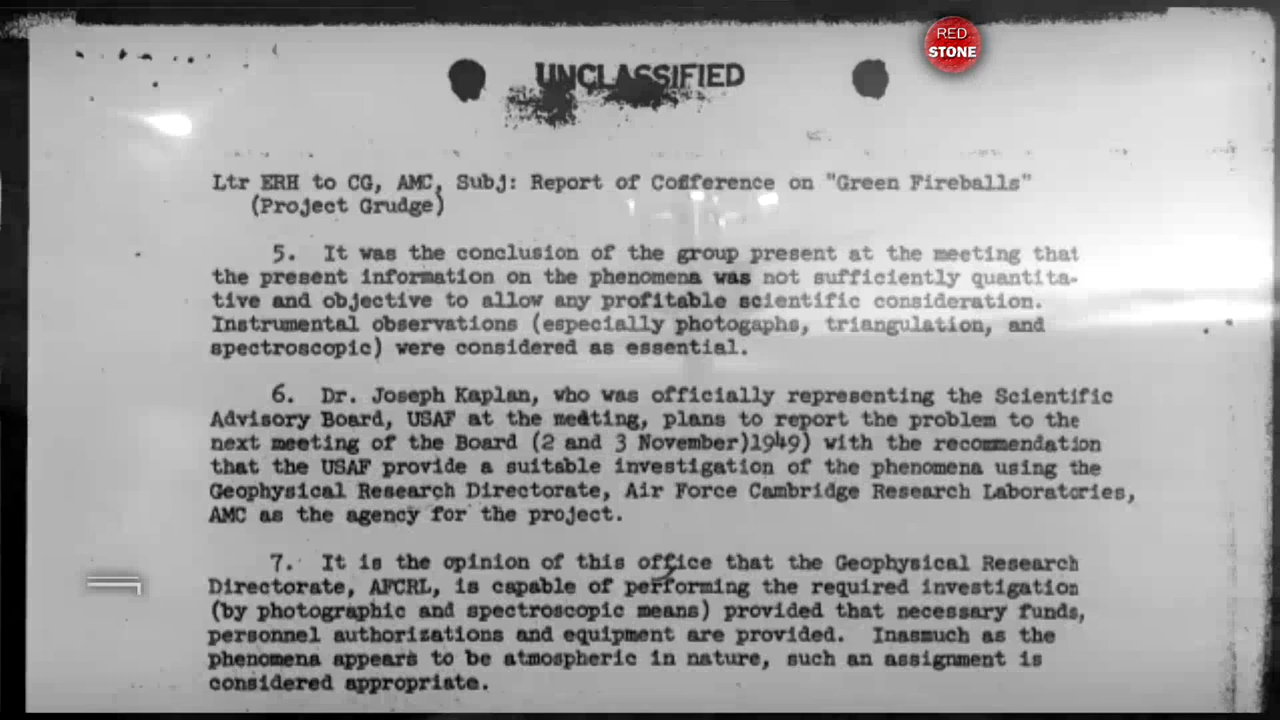 RED
STONE
UNCLASSIFIED
Ltr ERH to CG, AMC, Subj: Report of Conference on "Green Fireballs"
(Project Grudge)
5. It was the conclusion of the group present at the meeting that
the present information on the phenomena was not sufficiently quantita-
tive and objective to allow any profitable scientific consideration.
Instrumental observations (especially photogaphs, triangulation, and
spectroscopic) were considered as essential.
6. Dr. Joseph Kaplan, who was officially representing the Scientific
Advisory Board, USAF at the meeting, plans to report the problem to the
next meeting of the Board (2 and 3 November)1949) with the recommendation
that the USAF provide a suitable investigation of the phenomena using the
Geophysical Research Directorate, Air Force Cambridge Research Laboratories,
AMC as the agency for the project.
7. It is the opinion of this office that the Geophysical Research
Directorate, AFCRL, is capable of performing the required investigation
(by photographic and spectroscopic means) provided that necessary funds,
personnel authorizations and equipment are provided. Inasmuch as the
phenomena appears to be atmospheric in nature, such an assignment is
considered appropriate.